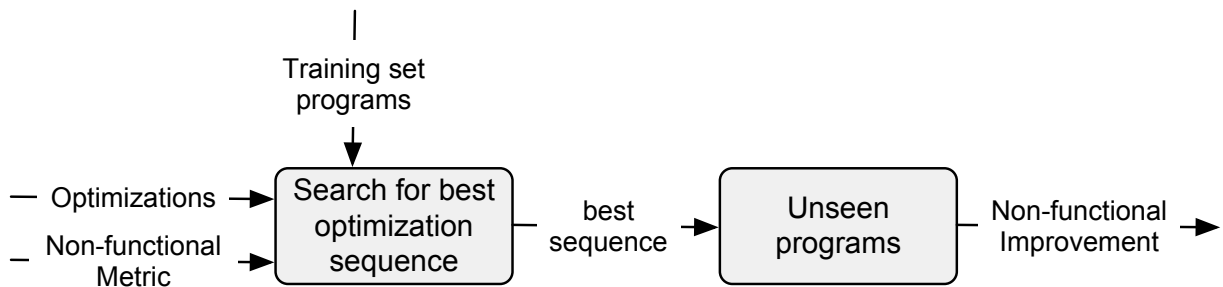 Training set
programs
Optimizations
Non-functional
Metric
Search for best
optimization
sequence
best
sequence
Unseen
programs
Non-functional
Improvement